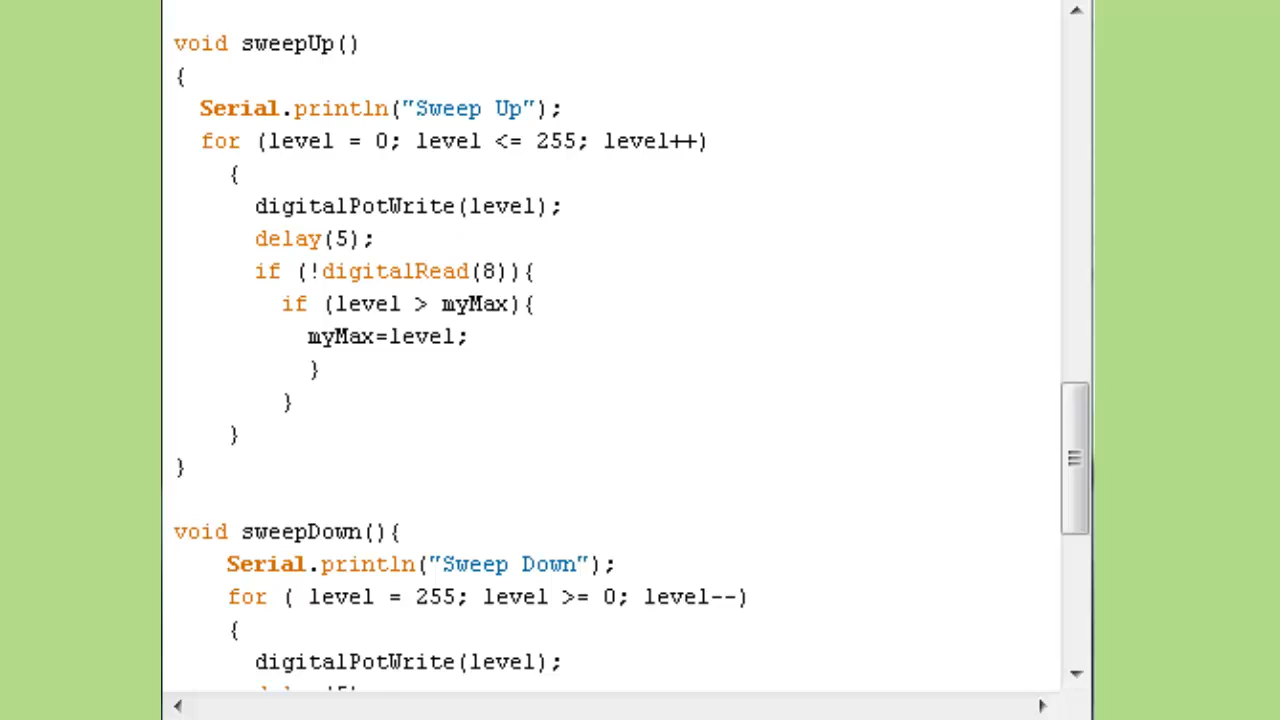 void sweepUp()
{
Serial.println("Sweep Up");
for (level = 0; level <= 255; level++)
{
digitalPotWrite(level);
delay(5);
if (!digitalRead(8)){
if (level > myMax){
myMax=level;
}
}
}
}
void sweepDown(){
Serial.println("Sweep Down");
for ( level = 255; level >= 0; level--)
{
digitalPotWrite(level);